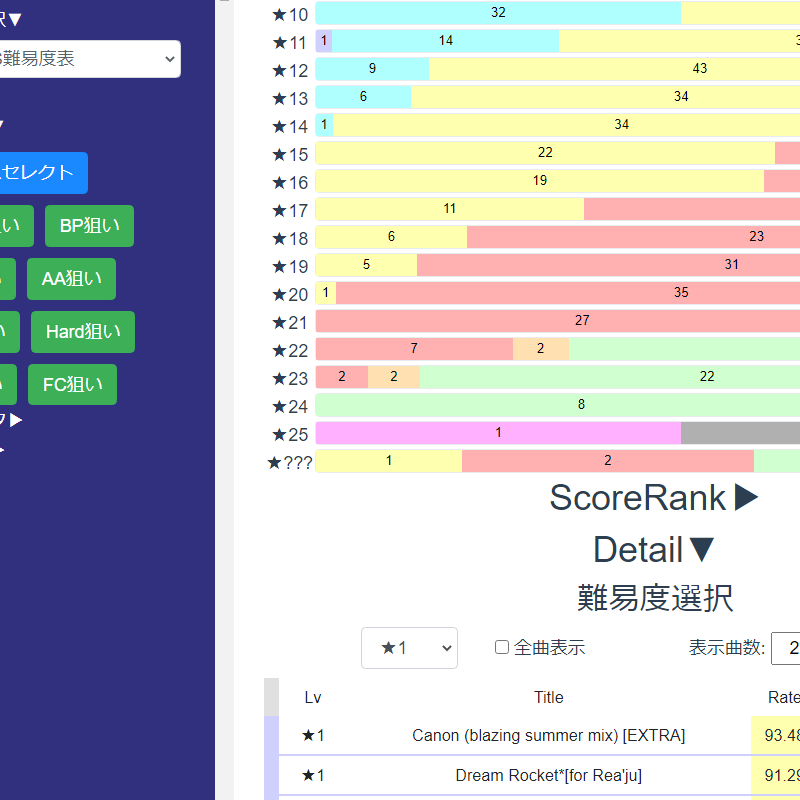 択▼
難易度表
セレクト
い BP狙い
AA狙い
い Hard狙い
FC狙い
▶
★10 32
★11 1 14
★12 9 43
★13 6 34
★14 1 34
★15 22
★16 19
★17 11
★18 6 23
★19 5 31
★20 1 35
★21 27
★22 7 2
★23 2 2 22
★24 8
★25 1
★??? 1 2
ScoreRank▶
Detail▼
難易度選択
★1 全曲表示 表示曲数: 2
Lv Title Rate
★1 Canon (blazing summer mix) [EXTRA] 93.48
★1 Dream Rocket*[for Rea'ju] 91.29